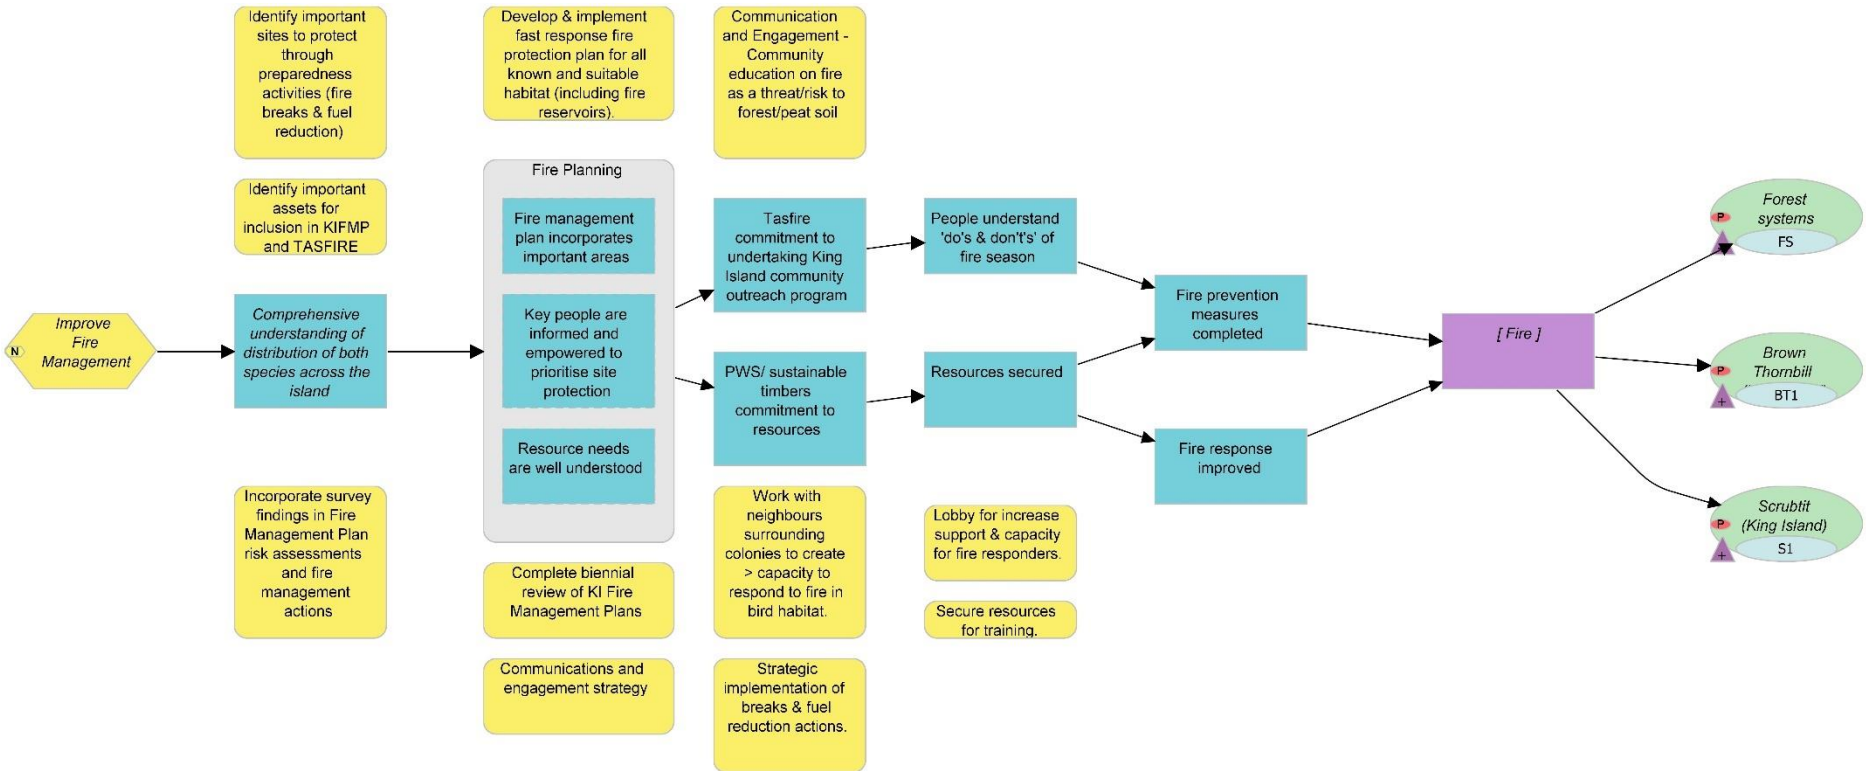 Identify important
sites to protect
through
preparedness
activities (fire
breaks & fuel
reduction)
Develop & implement
fast response fire
protection plan for all
known and suitable
habitat (including fire
reservoirs).
Communication
and Engagement -
Community
education on fire
as a threat/risk to
forest/peat soil
Identify important
assets for
inclusion in KIFMP
and TASFIRE
Improve
Fire
Management
N
Comprehensive
understanding of
distribution of both
species across the
island
Incorporate survey
findings in Fire
Management Plan
risk assessments
and fire
management
actions
Fire Planning
Fire management
plan incorporates
important areas
Key people are
informed and
empowered to
prioritise site
protection
Resource needs
are well understood
Complete biennial
review of KI Fire
Management Plans
Communications and
engagement strategy
Tasfire
commitment to
undertaking King
Island community
outreach program
PWS/ sustainable
timbers
commitment to
resources
Work with
neighbours
surrounding
colonies to create
> capacity to
respond to fire in
bird habitat.
Strategic
implementation of
breaks & fuel
reduction actions.
People understand
'do's & don't's' of
fire season
Resources secured
Lobby for increase
support & capacity
for fire responders.
Secure resources
for training.
Fire prevention
measures
completed
Fire response
improved
[ Fire ]
Forest
systems
P
FS
Brown
Thornbill
P
BT1
+
Scrubtit
(King Island)
P
S1
+